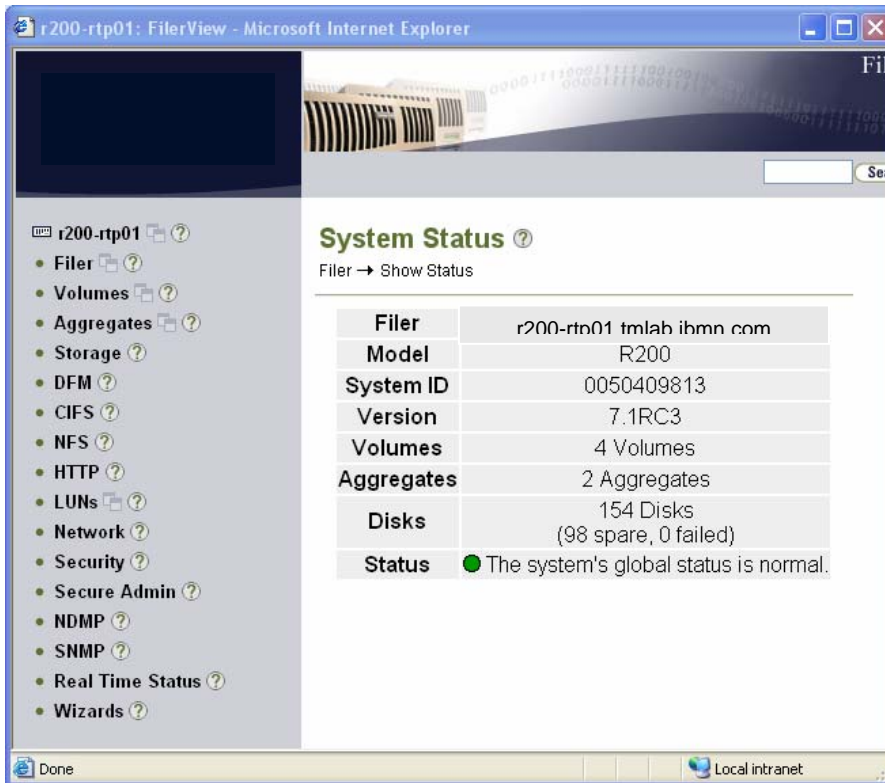 r200-rtp01: FilerView - Microsoft Internet Explorer
Fil
Sea
r200-rtp01
Filer
Volumes
Aggregates
Storage
DFM
CIFS
NFS
HTTP
LUNs
Network
Security
Secure Admin
NDMP
SNMP
Real Time Status
Wizards
System Status
Filer → Show Status
Filer r200-rtp01.tmlab.ibmn.com
Model R200
System ID 0050409813
Version 7.1RC3
Volumes 4 Volumes
Aggregates 2 Aggregates
Disks 154 Disks
(98 spare, 0 failed)
Status The system's global status is normal.
Done
Local intranet